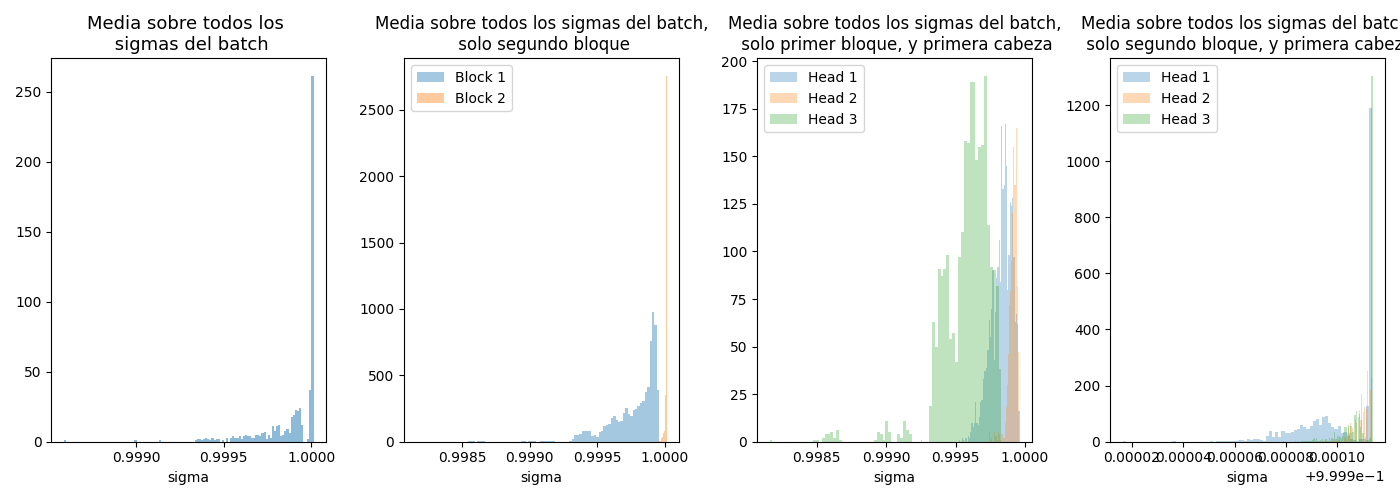 Media sobre todos los
sigmas del batch
0
50
100
150
200
250
0.9990
0.9995
1.0000
sigma
Media sobre todos los sigmas del batch,
solo segundo bloque
Block 1
Block 2
0
500
1000
1500
2000
2500
0.9985
0.9990
0.9995
1.0000
sigma
Media sobre todos los sigmas del batch,
solo primer bloque, y primera cabeza
Head 1
Head 2
Head 3
0
25
50
75
100
125
150
175
200
0.9985
0.9990
0.9995
1.0000
sigma
Media sobre todos los sigmas del batc
solo segundo bloque, y primera cabez
Head 1
Head 2
Head 3
0
200
400
600
800
1000
1200
0.00002
0.00004
0.00006
0.00008
0.00010
+9.999e−1
sigma